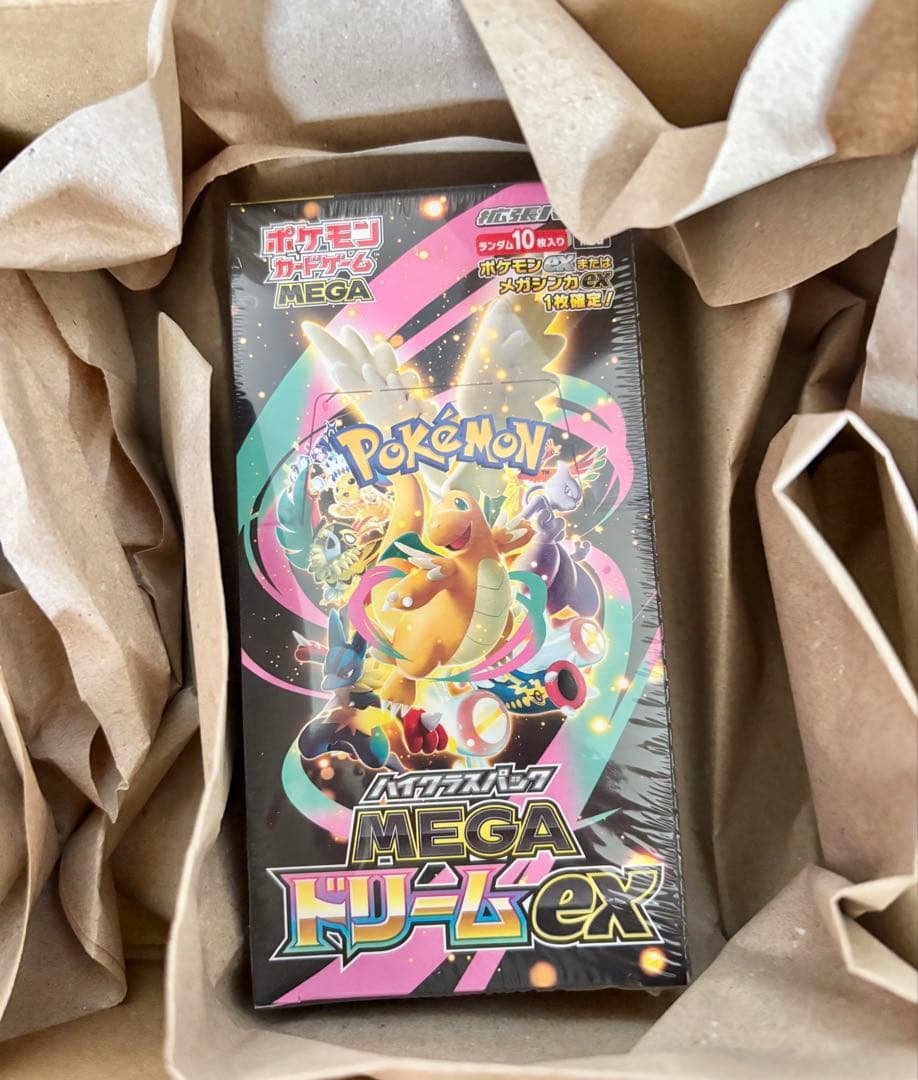 ポケモン
カードゲーム
MEGA
拡張パ
ランダム10枚入り
ポケモンexまたは
メガシンカex
1枚確定!
POKÉMON
ハイクラスパック
MEGA
ドリームex